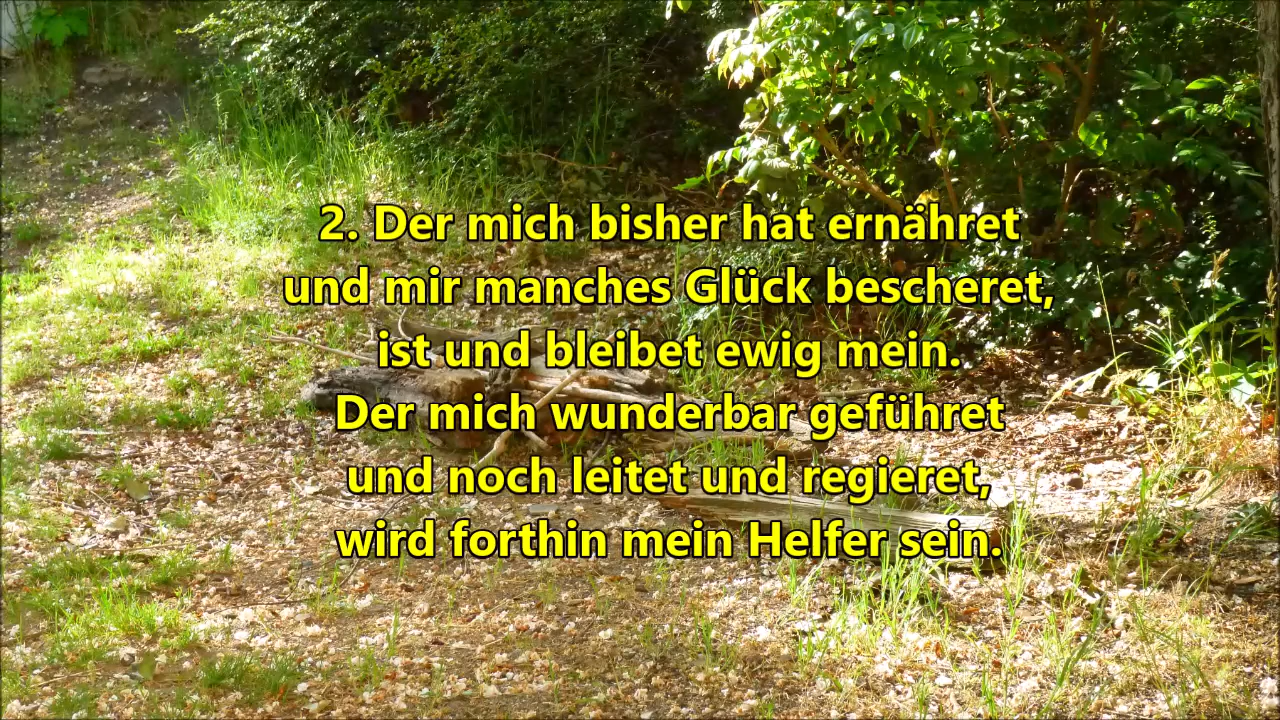 2. Der mich bisher hat ernähret
und mir manches Glück bescheret,
ist und bleibet ewig mein.
Der mich wunderbar geführet
und noch leitet und regieret,
wird forthin mein Helfer sein.